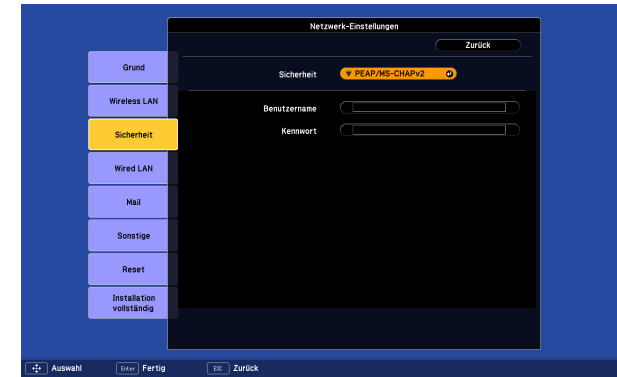 Netzwerk-Einstellungen
Zurück
Grund
Wireless LAN
Sicherheit
Wired LAN
Mail
Sonstige
Reset
Installation
vollständig
Sicherheit
PEAP/MS-CHAPv2
Benutzername
Kennwort
Auswahl
Enter Fertig
ESC Zurück